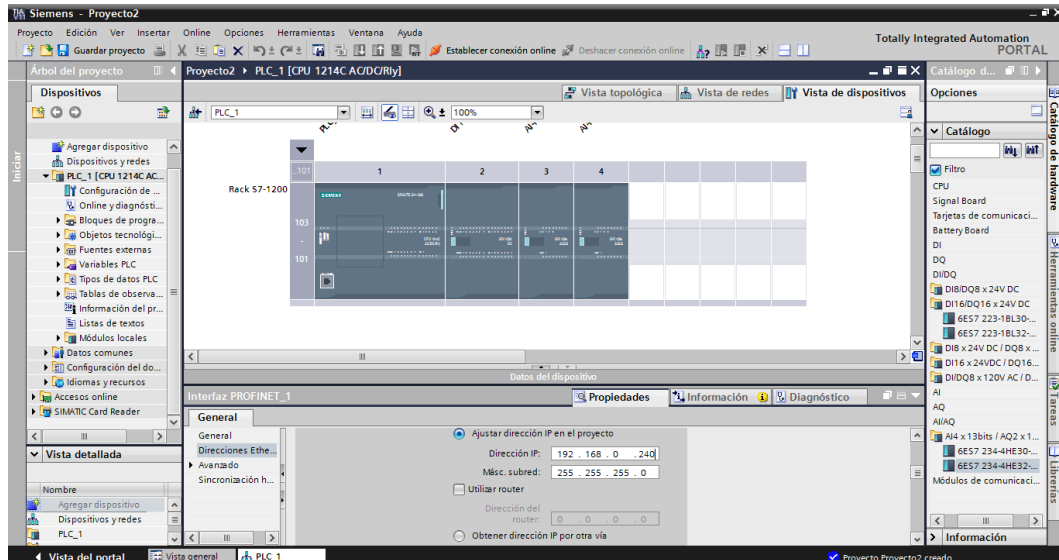 Siemens - Proyecto2
Proyecto Edición Ver Insertar Online Opciones Herramientas Ventana Ayuda
Guardar proyecto
Establecer conexión online
Deshacer conexión online
Totally Integrated Automation
PORTAL
Iniciar
Árbol del proyecto
Dispositivos
Agregar dispositivo
Dispositivos y redes
PLC_1 [CPU 1214C AC...
Configuración de ...
Online y diagnósti...
Bloques de progra...
Objetos tecnológi...
Fuentes externas
Variables PLC
Tipos de datos PLC
Tablas de observa...
Información del pr...
Listas de textos
Módulos locales
Datos comunes
Configuración del do...
Idiomas y recursos
Accesos online
SIMATIC Card Reader
Vista detallada
Nombre
Agregar dispositivo
Dispositivos y redes
PLC_1
Proyecto2 PLC_1 [CPU 1214C AC/DC/Rly]
Vista topológica
Vista de redes
Vista de dispositivos
PLC_1
100%
..101 1 2 3 4
Rack S7-1200
SIEMENS
103
-
101
Datos del dispositivo
Interfaz PROFINET_1
Propiedades
Información
Diagnóstico
General
General
Direcciones Ethe...
Avanzado
Sincronización h...
Ajustar dirección IP en el proyecto
Dirección IP: 192 . 168 . 0 . 240
Másc. subred: 255 . 255 . 255 . 0
Utilizar router
Dirección del
router: 0 . 0 . 0 . 0
Obtener dirección IP por otra vía
Catálogo d...
Opciones
Catálogo
Filtro
CPU
Signal Board
Tarjetas de comunicaci...
Battery Board
DI
DQ
DI/DQ
DI8/DQ8 x 24V DC
DI16/DQ16 x 24V DC
6ES7 223-1BL30-...
6ES7 223-1BL32-...
DI8 x 24V DC / DQ8 x ...
DI16 x 24VDC / DQ16...
DI/DQ8 x 120V AC / D...
AI
AQ
AI/AQ
AI4 x 13bits / AQ2 x 1...
6ES7 234-4HE30-...
6ES7 234-4HE32-...
Módulos de comunicaci...
Información
Catálogo de hardware
Herramientas online
Tareas
Librerías
Vista del portal
Vista general
PLC_1
Proyecto Proyecto2 creado.